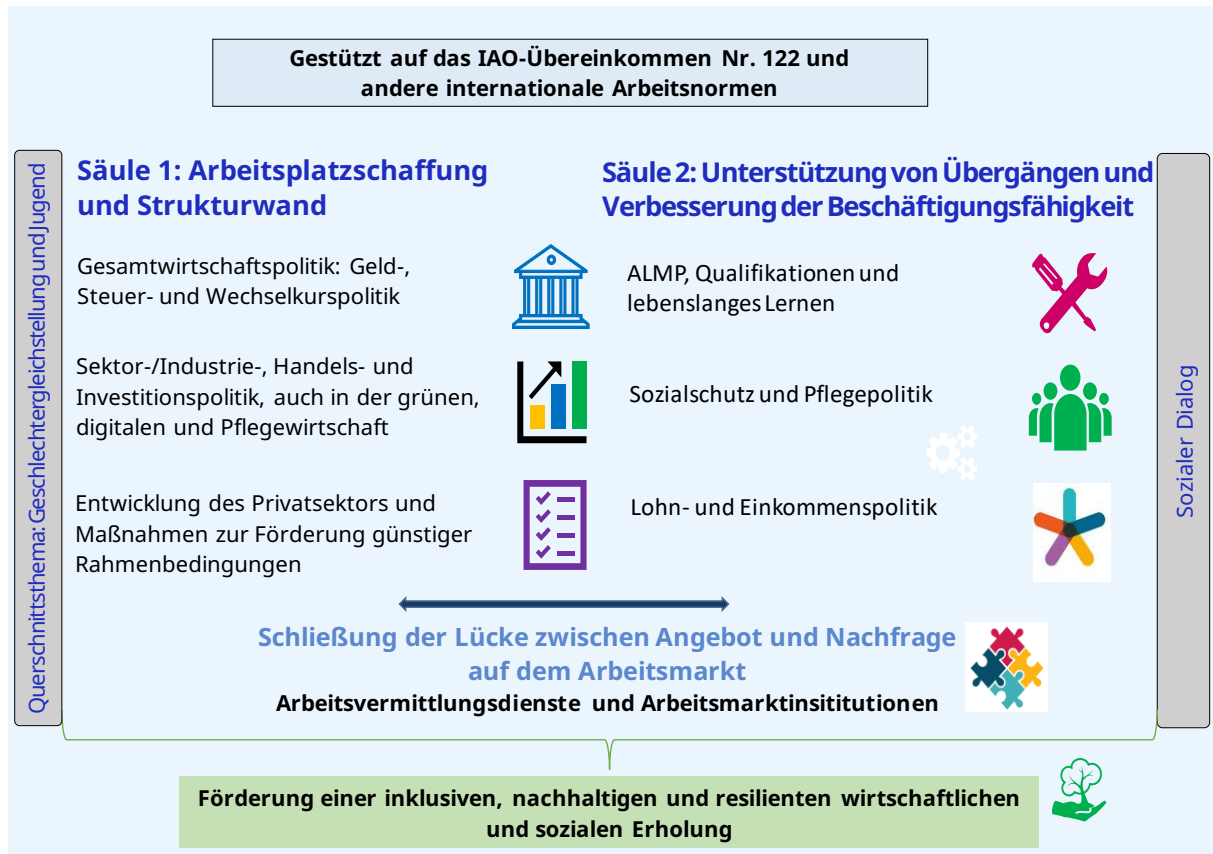 Gestützt auf das IAO-Übereinkommen Nr. 122 und
andere internationale Arbeitsnormen
Querschnittsthema: Geschlechtergleichstellung und Jugend
Säule 1: Arbeitsplatzschaffung
und Strukturwand
Gesamtwirtschaftspolitik: Geld-,
Steuer- und Wechselkurspolitik
Sektor-/Industrie-, Handels- und
Investitionspolitik, auch in der grünen,
digitalen und Pflegewirtschaft
Entwicklung des Privatsektors und
Maßnahmen zur Förderung günstiger
Rahmenbedingungen
Säule 2: Unterstützung von Übergängen und
Verbesserung der Beschäftigungsfähigkeit
ALMP, Qualifikationen und
lebenslanges Lernen
Sozialschutz und Pflegepolitik
Lohn- und Einkommenspolitik
Sozialer Dialog
Schließung der Lücke zwischen Angebot und Nachfrage
auf dem Arbeitsmarkt
Arbeitsvermittlungsdienste und Arbeitsmarktinsititutionen
Förderung einer inklusiven, nachhaltigen und resilienten wirtschaftlichen
und sozialen Erholung